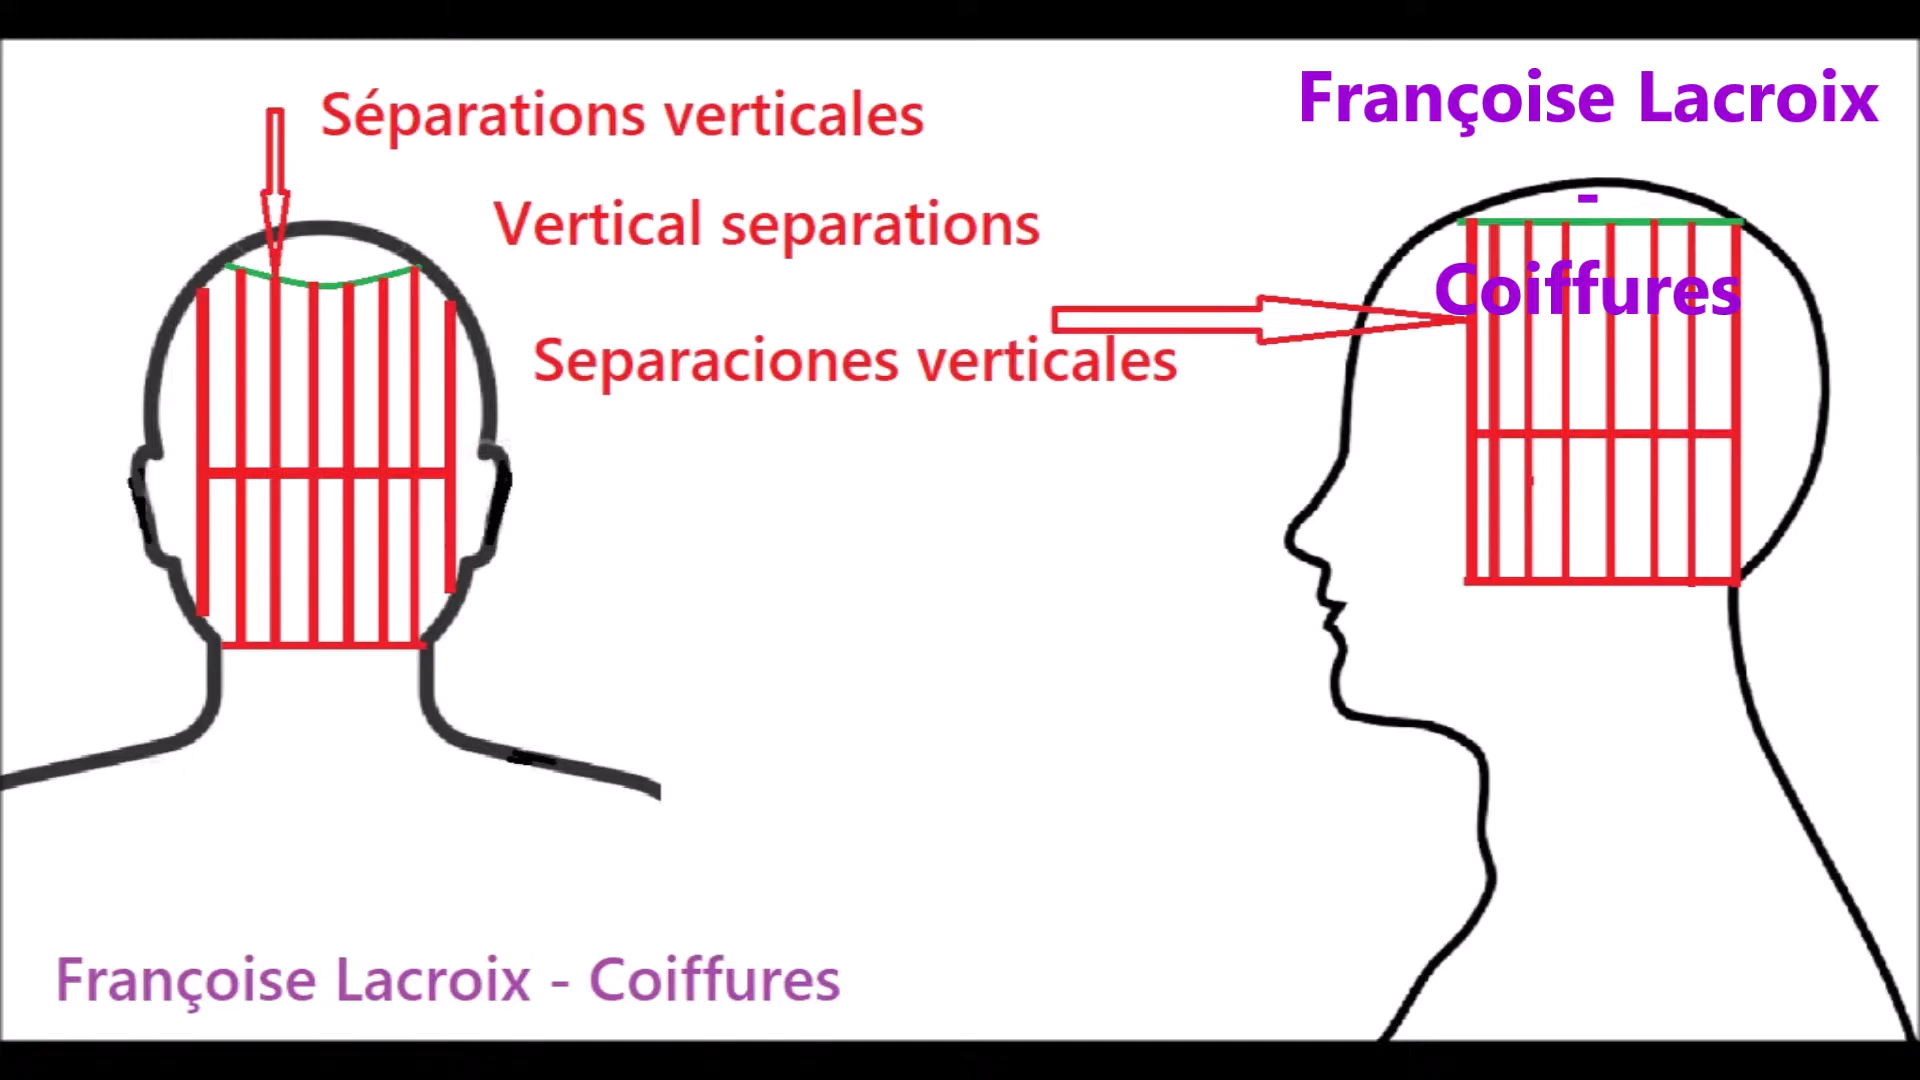 Séparations verticales
Françoise Lacroix
-
Coiffures
Vertical separations
Separaciones verticales
Françoise Lacroix - Coiffures